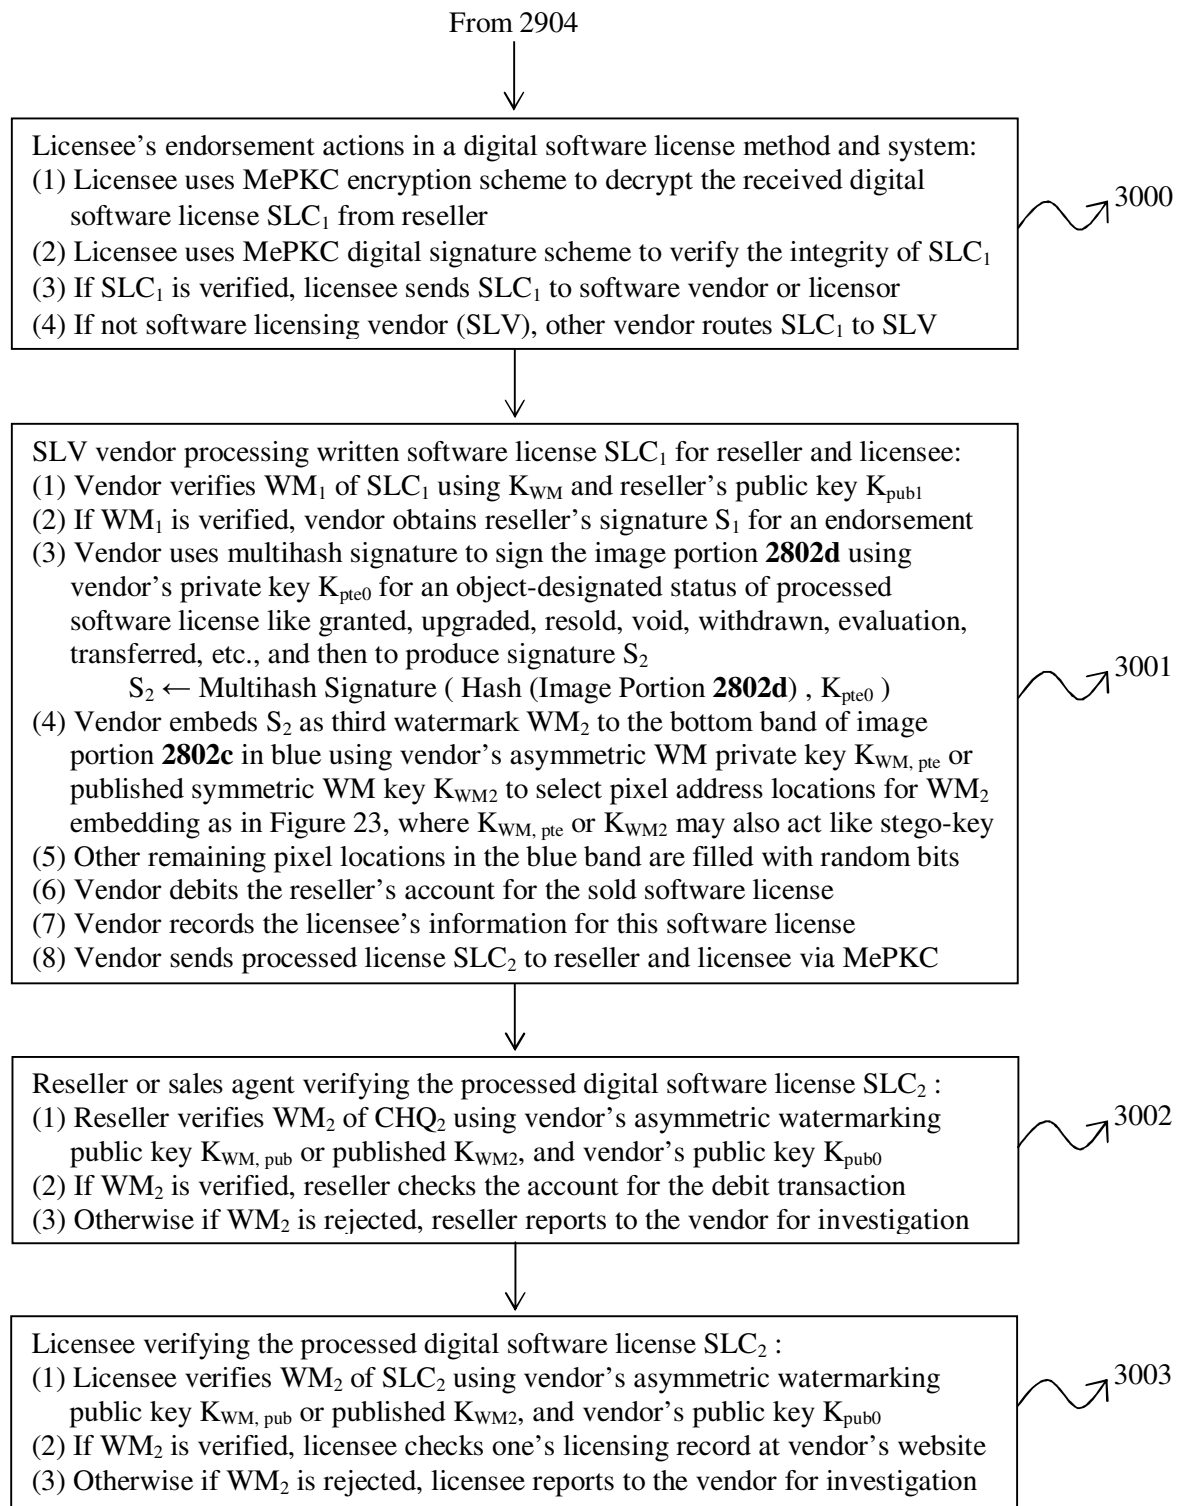 From 2904
Licensee’s endorsement actions in a digital software license method and system:
(1) Licensee uses MePKC encryption scheme to decrypt the received digital
software license SLC₁ from reseller
(2) Licensee uses MePKC digital signature scheme to verify the integrity of SLC₁
(3) If SLC₁ is verified, licensee sends SLC₁ to software vendor or licensor
(4) If not software licensing vendor (SLV), other vendor routes SLC₁ to SLV
3000
SLV vendor processing written software license SLC₁ for reseller and licensee:
(1) Vendor verifies WM₁ of SLC₁ using K_WM and reseller’s public key K_pub1
(2) If WM₁ is verified, vendor obtains reseller’s signature S₁ for an endorsement
(3) Vendor uses multihash signature to sign the image portion 2802d using
vendor’s private key K_pte0 for an object-designated status of processed
software license like granted, upgraded, resold, void, withdrawn, evaluation,
transferred, etc., and then to produce signature S₂
S₂ ← Multihash Signature ( Hash (Image Portion 2802d) , K_pte0 )
(4) Vendor embeds S₂ as third watermark WM₂ to the bottom band of image
portion 2802c in blue using vendor’s asymmetric WM private key K_WM, pte or
published symmetric WM key K_WM2 to select pixel address locations for WM₂
embedding as in Figure 23, where K_WM, pte or K_WM2 may also act like stego-key
(5) Other remaining pixel locations in the blue band are filled with random bits
(6) Vendor debits the reseller’s account for the sold software license
(7) Vendor records the licensee’s information for this software license
(8) Vendor sends processed license SLC₂ to reseller and licensee via MePKC
3001
Reseller or sales agent verifying the processed digital software license SLC₂ :
(1) Reseller verifies WM₂ of CHQ₂ using vendor’s asymmetric watermarking
public key K_WM, pub or published K_WM2, and vendor’s public key K_pub0
(2) If WM₂ is verified, reseller checks the account for the debit transaction
(3) Otherwise if WM₂ is rejected, reseller reports to the vendor for investigation
3002
Licensee verifying the processed digital software license SLC₂ :
(1) Licensee verifies WM₂ of SLC₂ using vendor’s asymmetric watermarking
public key K_WM, pub or published K_WM2, and vendor’s public key K_pub0
(2) If WM₂ is verified, licensee checks one’s licensing record at vendor’s website
(3) Otherwise if WM₂ is rejected, licensee reports to the vendor for investigation
3003